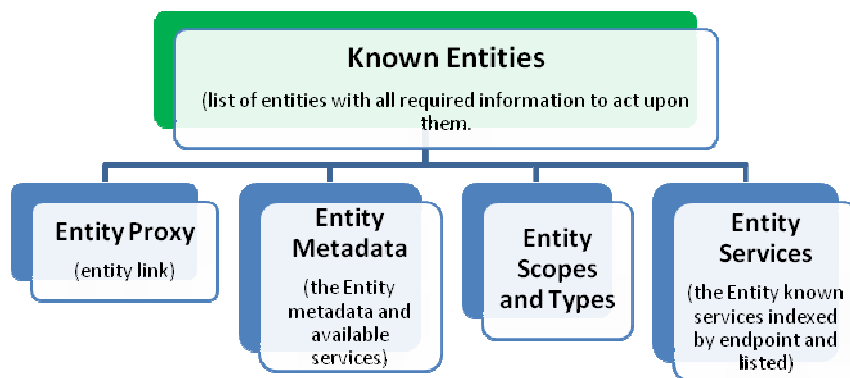 Known Entities
(list of entities with all required information to act upon
them.
Entity Proxy
(entity link)
Entity
Metadata
(the Entity
metadata and
available
services)
Entity
Scopes
and Types
Entity
Services
(the Entity known
services indexed
by endpoint and
listed)